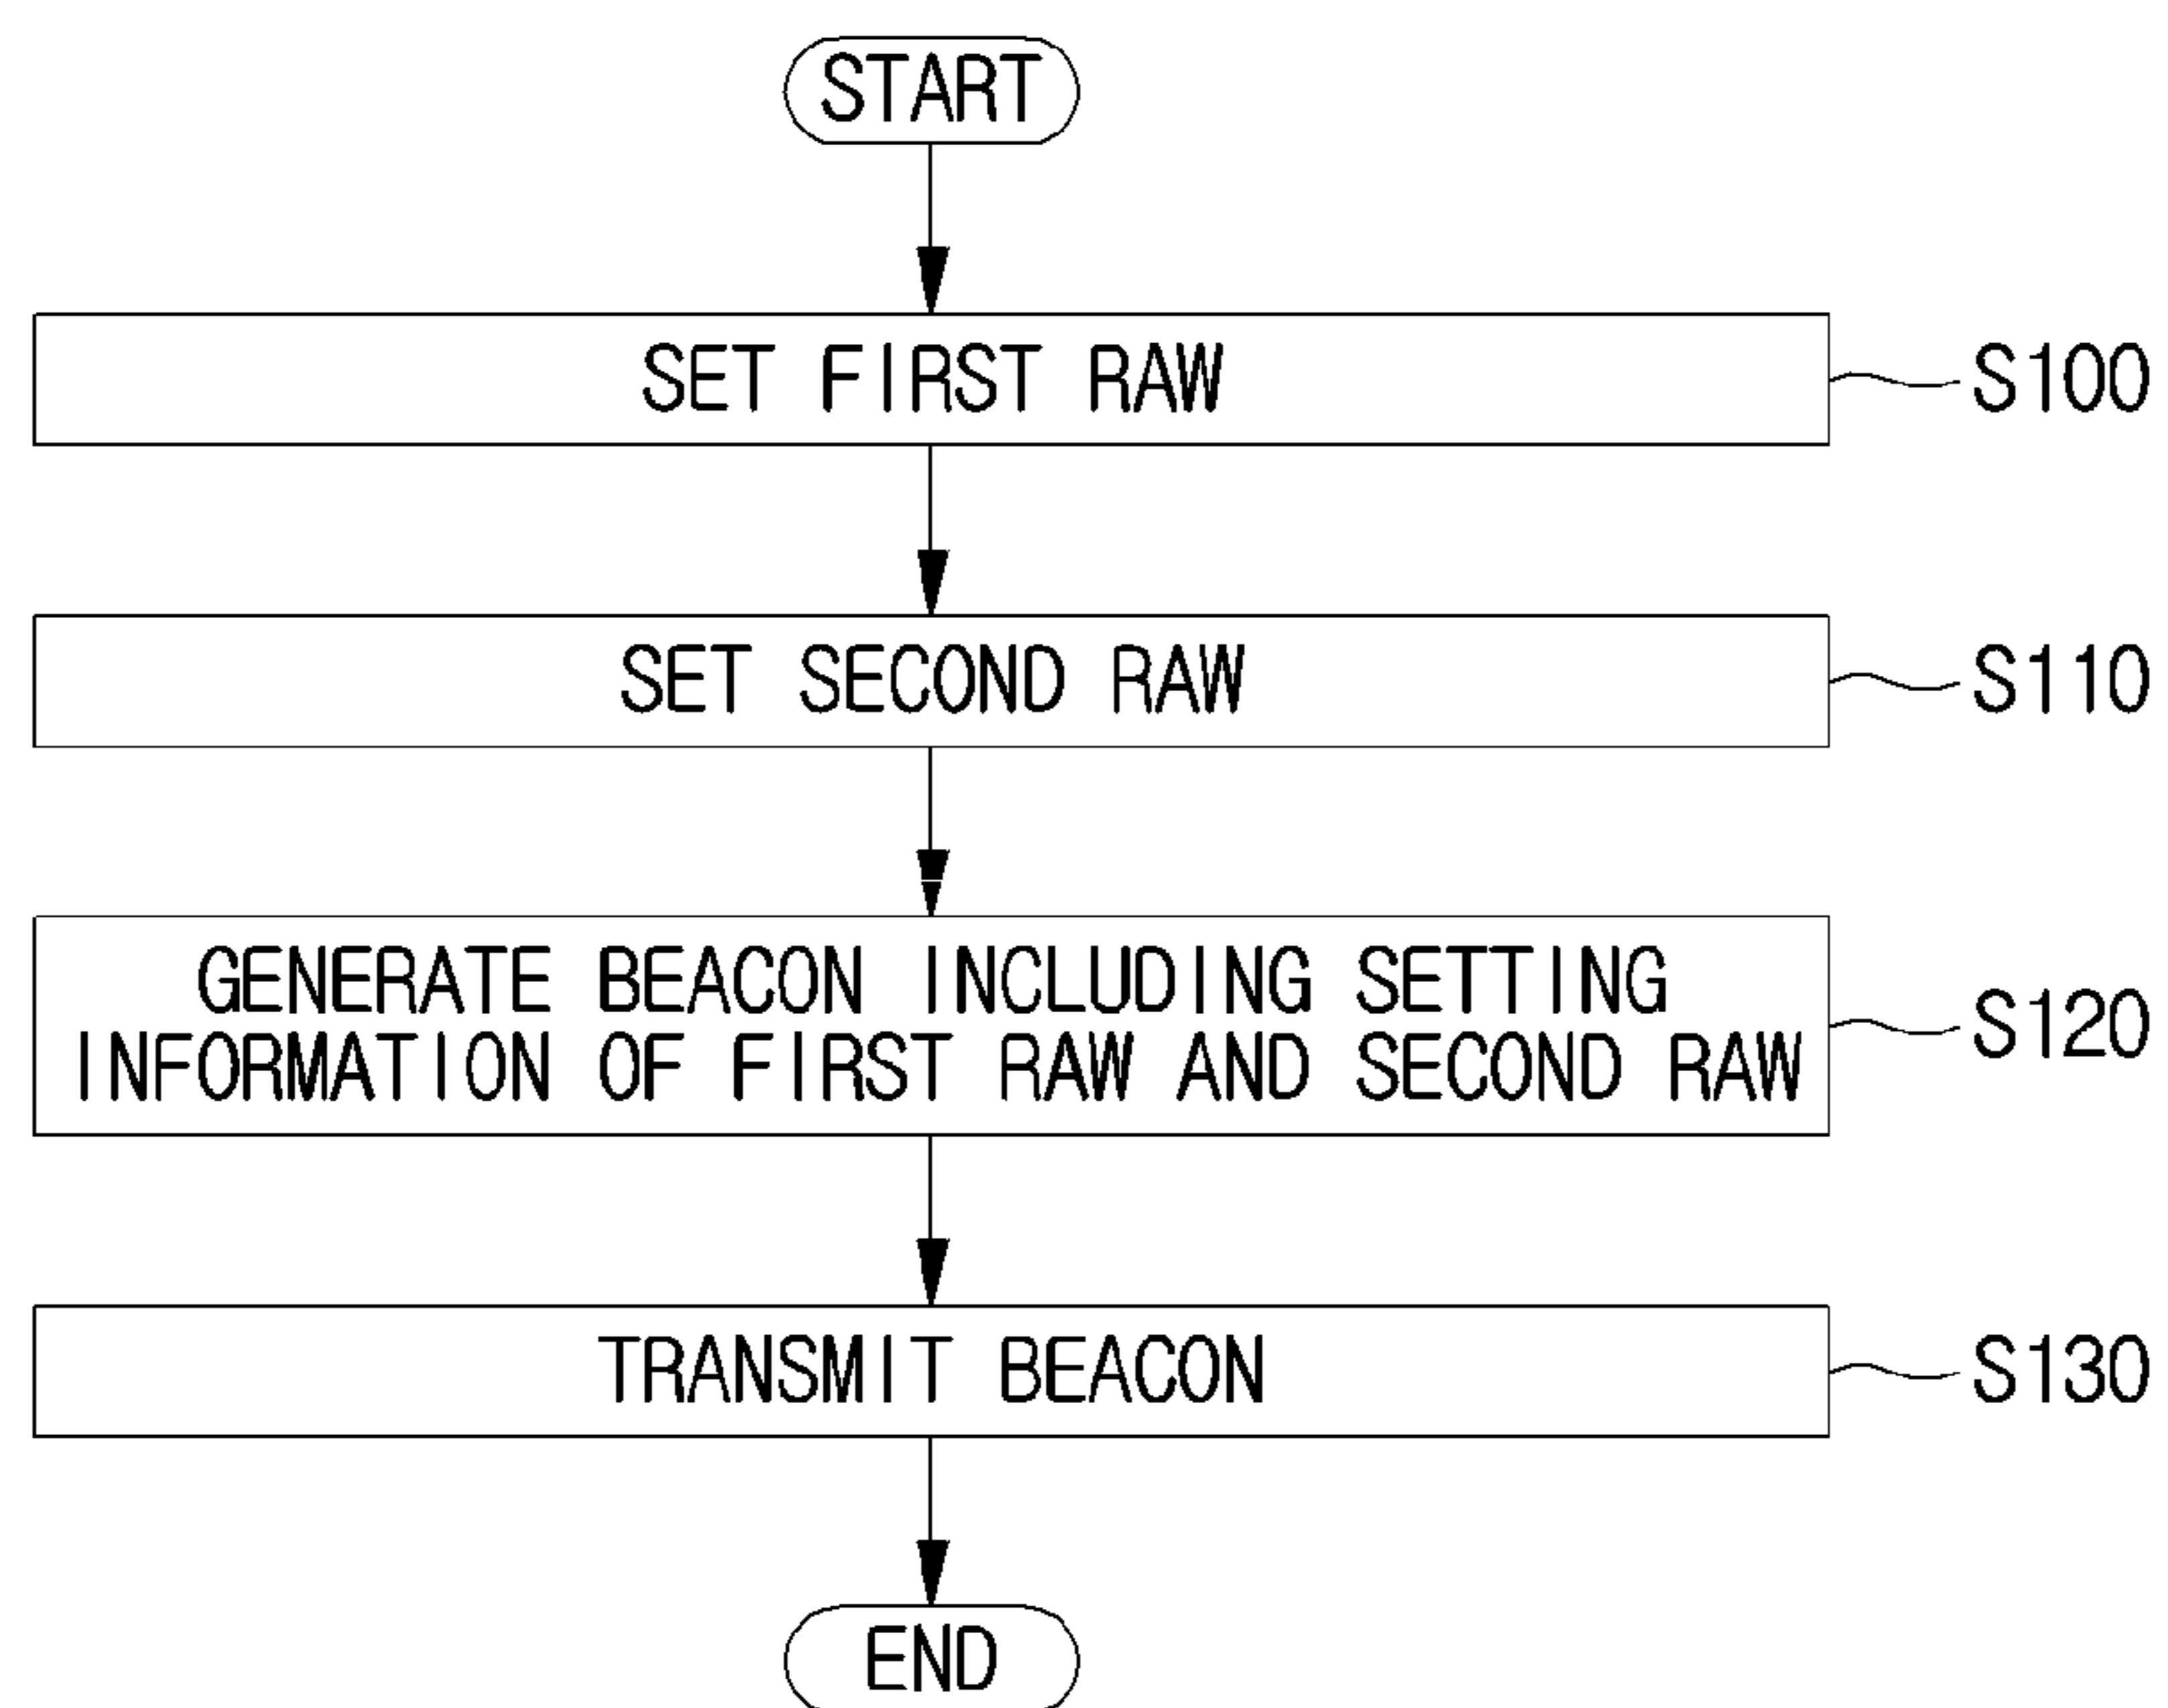 START
SET FIRST RAW
S100
SET SECOND RAW
S110
GENERATE BEACON INCLUDING SETTING
INFORMATION OF FIRST RAW AND SECOND RAW
S120
TRANSMIT BEACON
S130
END